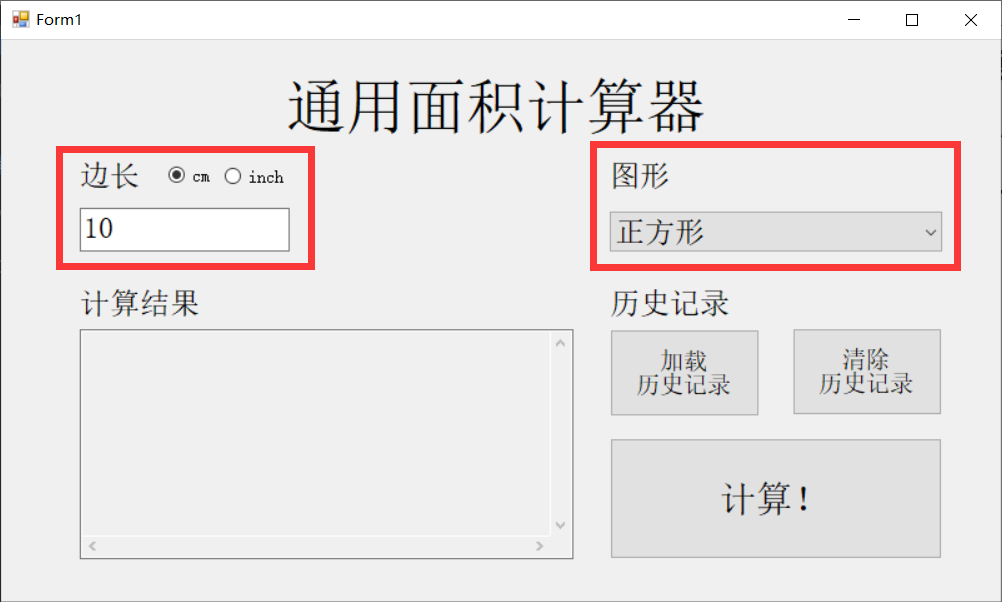 Form1
通用面积计算器
边长 cm inch
图形
10
正方形
计算结果
历史记录
加载
历史记录
清除
历史记录
计算！